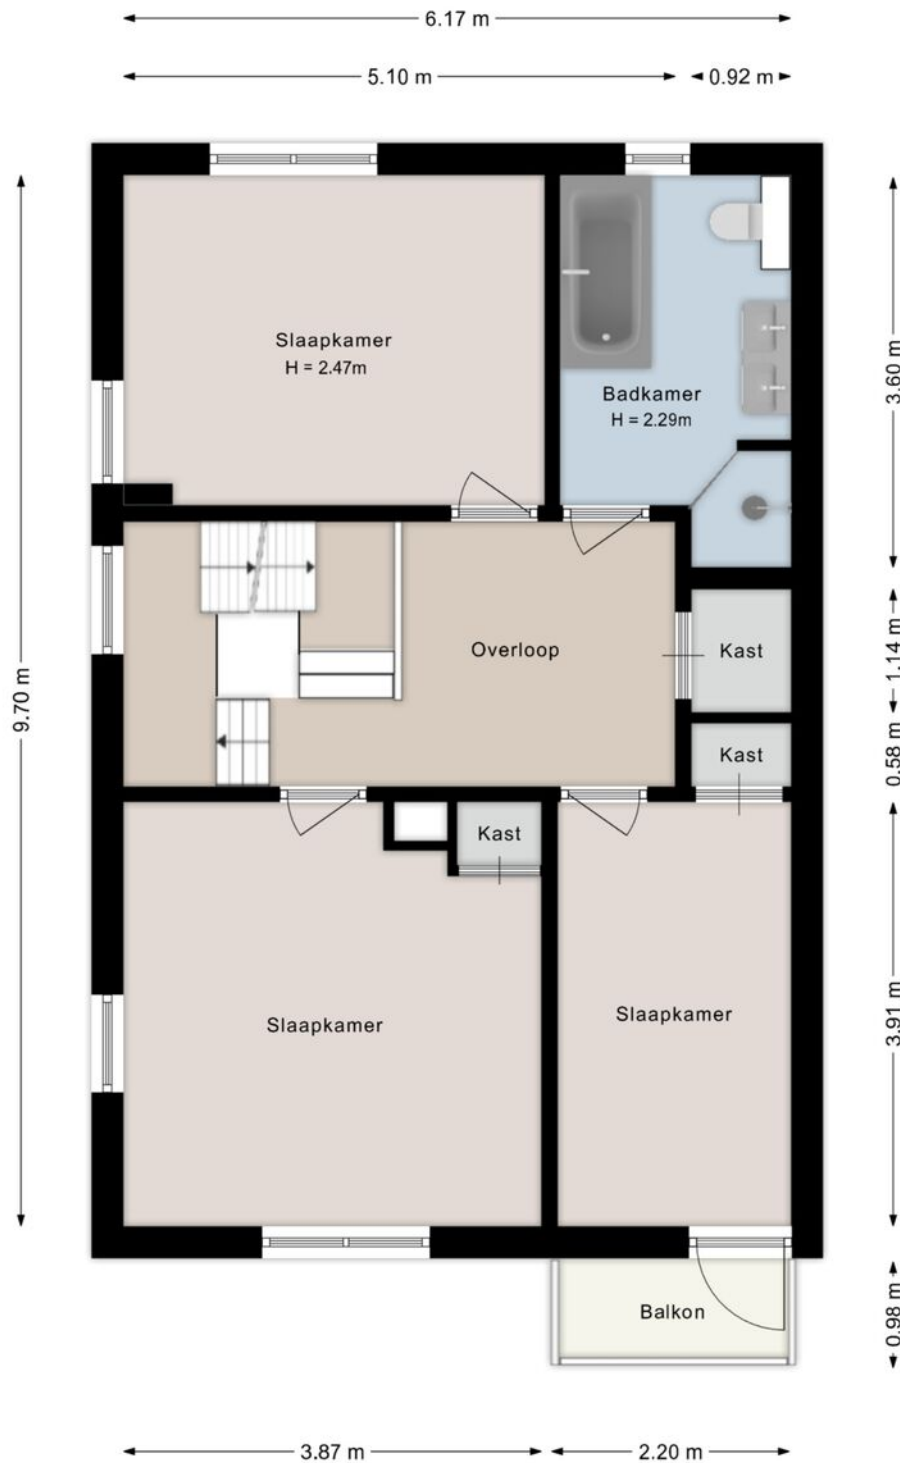 6.17 m
5.10 m
0.92 m
Slaapkamer
H = 2.47m
Badkamer
H = 2.29m
3.60 m
Overloop
Kast
1.14 m
9.70 m
Kast
0.58 m
Kast
Slaapkamer
Slaapkamer
3.91 m
Balkon
0.98 m
3.87 m
2.20 m